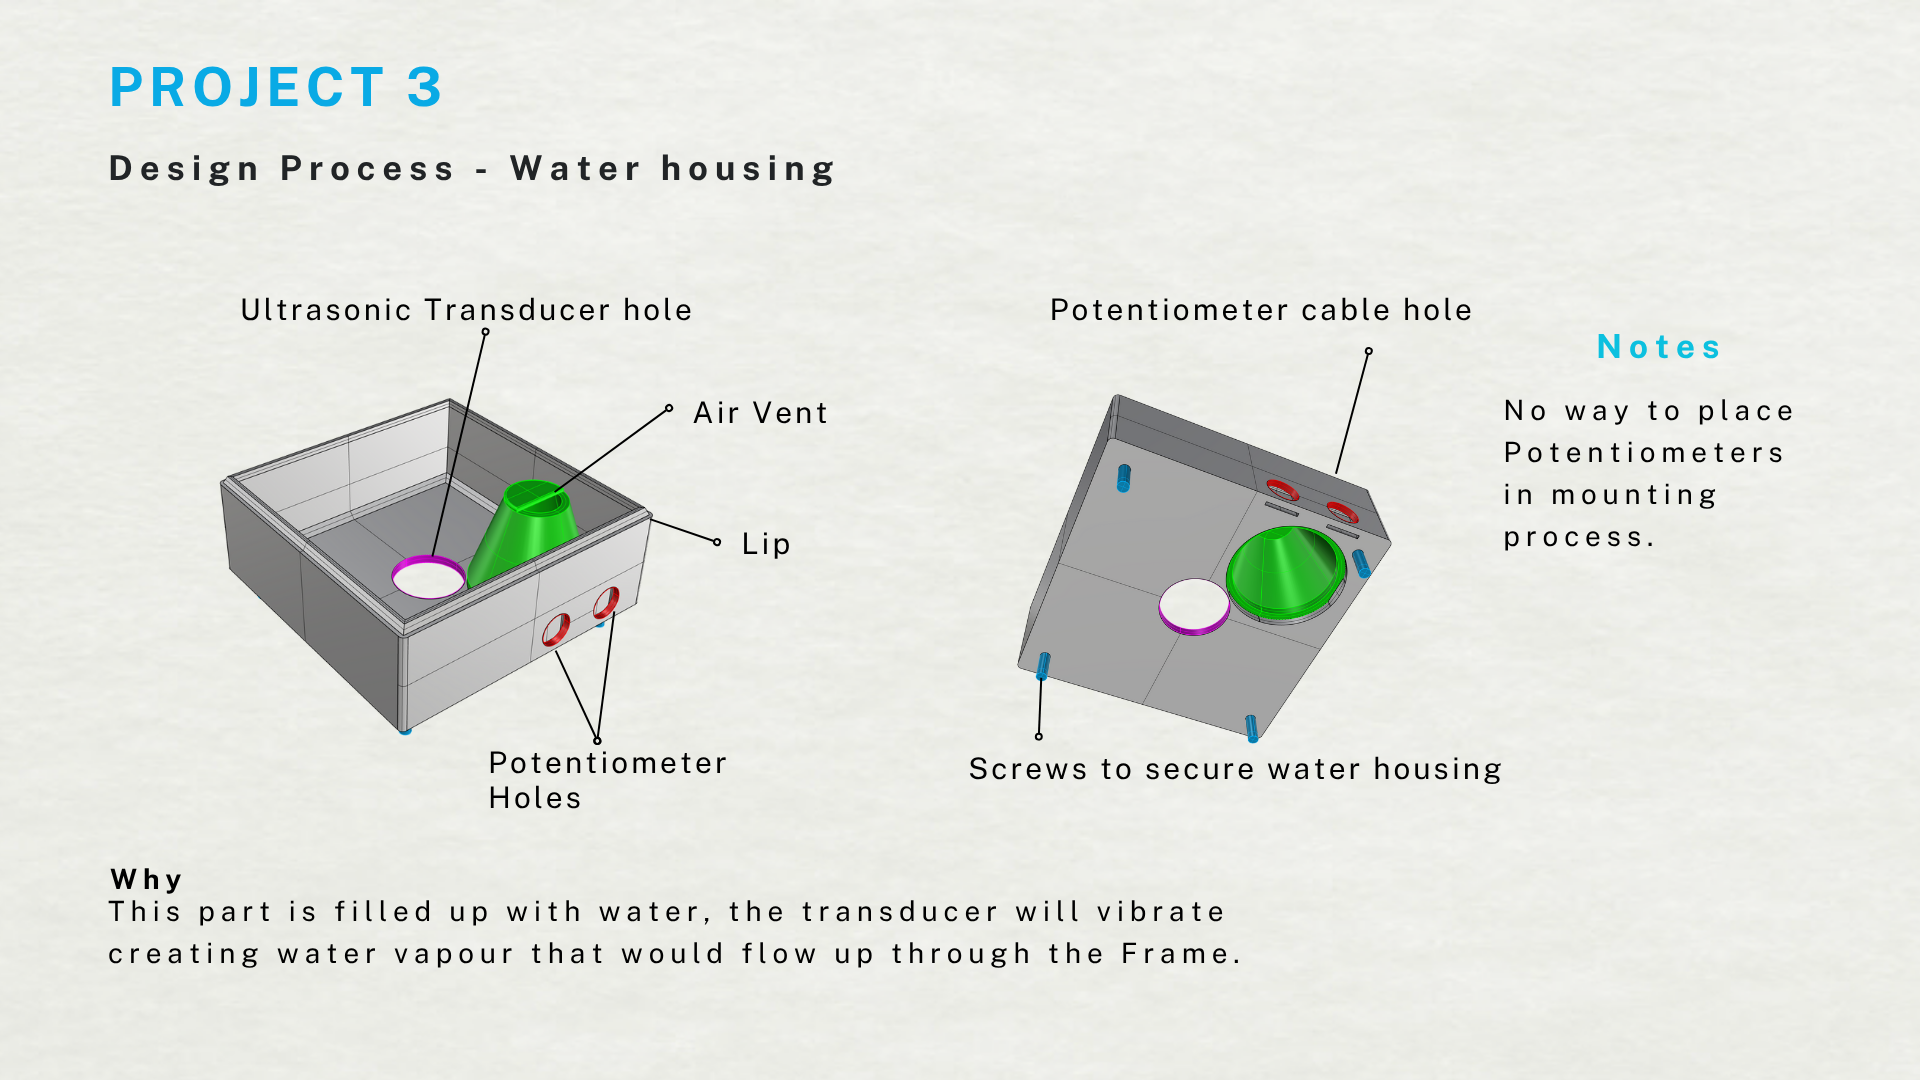 PROJECT 3
Design Process - Water housing
Ultrasonic Transducer hole
Air Vent
Lip
Potentiometer
Holes
Potentiometer cable hole
Screws to secure water housing
Notes
No way to place
Potentiometers
in mounting
process.
Why
This part is filled up with water, the transducer will vibrate
creating water vapour that would flow up through the Frame.